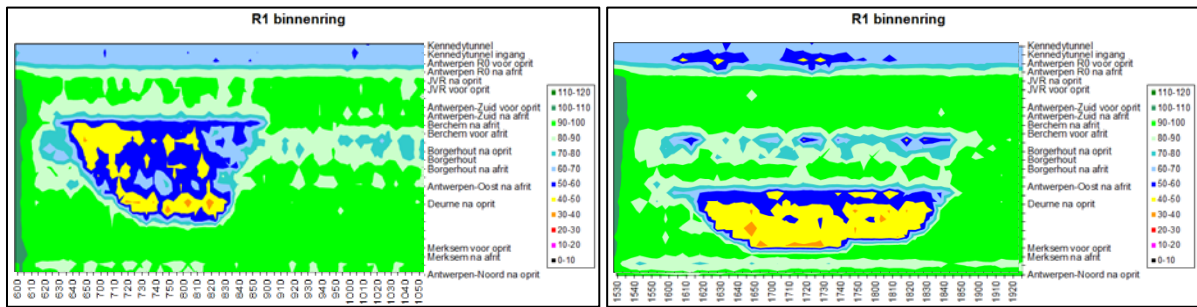 R1 binnenring
Kennedytunnel
Kennedytunnel ingang
Antwerpen R0 voor oprit
Antwerpen R0 na afrit
JVR na oprit
JVR voor oprit
Antwerpen-Zuid voor oprit
Antwerpen-Zuid na afrit
Berchem na afrit
Berchem voor afrit
Borgerhout na oprit
Borgerhout
Borgerhout na afrit
Antwerpen-Oost na afrit
Deurne na oprit
Merksem voor oprit
Merksem na afrit
Antwerpen-Noord na oprit
600 610 620 630 640 650 700 710 720 730 740 750 800 810 820 830 840 850 900 910 920 930 940 950 1000 1010 1020 1030 1040 1050
110-120
100-110
90-100
80-90
70-80
60-70
50-60
40-50
30-40
20-30
10-20
0-10
R1 binnenring
Kennedytunnel
Kennedytunnel ingang
Antwerpen R0 voor oprit
Antwerpen R0 na afrit
JVR na oprit
JVR voor oprit
Antwerpen-Zuid voor oprit
Antwerpen-Zuid na afrit
Berchem na afrit
Berchem voor afrit
Borgerhout na oprit
Borgerhout
Borgerhout na afrit
Antwerpen-Oost na afrit
Deurne na oprit
Merksem voor oprit
Merksem na afrit
Antwerpen-Noord na oprit
1530 1540 1550 1600 1610 1620 1630 1640 1650 1700 1710 1720 1730 1740 1750 1800 1810 1820 1830 1840 1850 1900 1910 1920
110-120
100-110
90-100
80-90
70-80
60-70
50-60
40-50
30-40
20-30
10-20
0-10